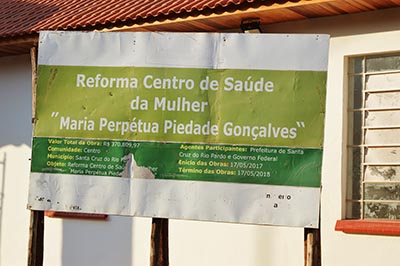 Reforma Centro de Saúde
da Mulher
"Maria Perpétua Piedade Gonçalves"
Valor Total da Obra: R$ 370.809,97
Comunidade: Centro
Município: Santa Cruz do Rio Pardo
Objeto: Reforma Centro de Saúde
Maria Perpétua
Agentes Participantes: Prefeitura de Santa
Cruz do Rio Pardo e Governo Federal
Início das Obras: 17/05/2017
Término das Obras: 17/05/2018